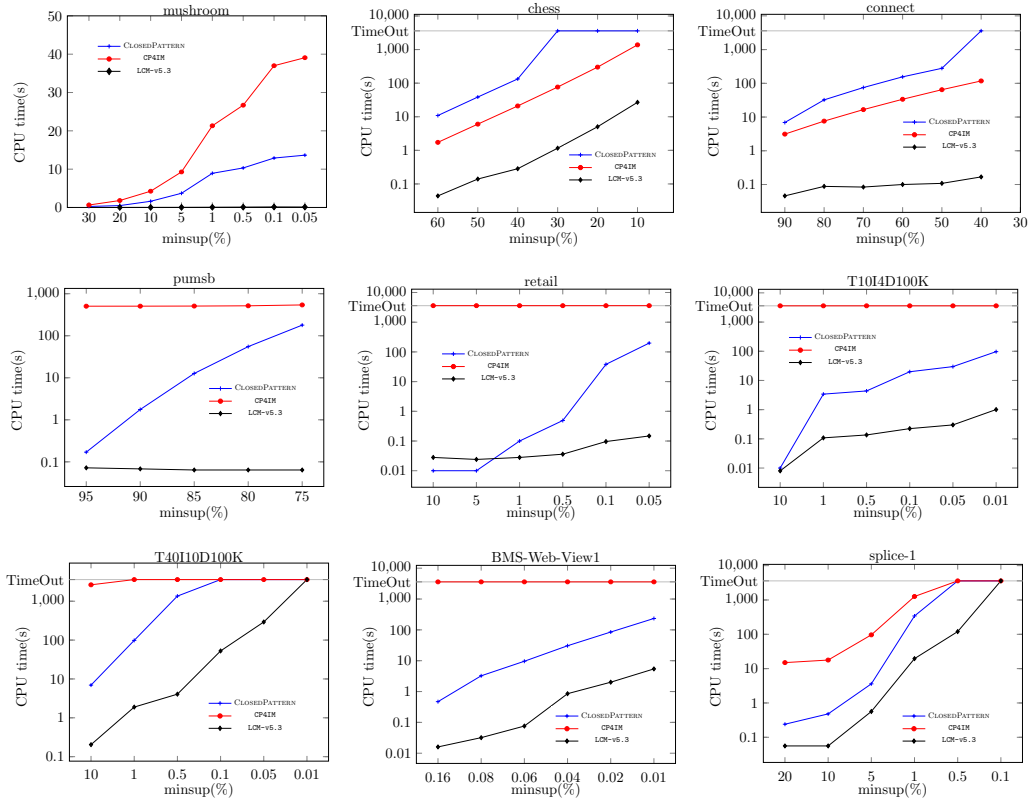 mushroom
50
40
30
20
10
0
CPU time(s)
CLOSEDPATTERN
CP4IM
LCM-v5.3
30 20 10 5 1 0.5 0.1 0.05
minsup(%)
chess
10,000
TimeOut
1,000
100
10
1
0.1
CPU time(s)
CLOSEDPATTERN
CP4IM
LCM-v5.3
60 50 40 30 20 10
minsup(%)
connect
10,000
TimeOut
1,000
100
10
1
0.1
CPU time(s)
CLOSEDPATTERN
CP4IM
LCM-v5.3
90 80 70 60 50 40 30
minsup(%)
pumsb
1,000
100
10
1
0.1
CPU time(s)
CLOSEDPATTERN
CP4IM
LCM-v5.3
95 90 85 80 75
minsup(%)
retail
10,000
TimeOut
1,000
100
10
1
0.1
0.01
CPU time(s)
CLOSEDPATTERN
CP4IM
LCM-v5.3
10 5 1 0.5 0.1 0.05
minsup(%)
T10I4D100K
10,000
TimeOut
1,000
100
10
1
0.1
0.01
CPU time(s)
CLOSEDPATTERN
CP4IM
LCM-v5.3
10 1 0.5 0.1 0.05 0.01
minsup(%)
T40I10D100K
TimeOut
1,000
100
10
1
0.1
CPU time(s)
CLOSEDPATTERN
CP4IM
LCM-v5.3
10 1 0.5 0.1 0.05 0.01
minsup(%)
BMS-Web-View1
10,000
TimeOut
1,000
100
10
1
0.1
0.01
CPU time(s)
CLOSEDPATTERN
CP4IM
LCM-v5.3
0.16 0.08 0.06 0.04 0.02 0.01
minsup(%)
splice-1
10,000
TimeOut
1,000
100
10
1
0.1
CPU time(s)
CLOSEDPATTERN
CP4IM
LCM-v5.3
20 10 5 1 0.5 0.1
minsup(%)